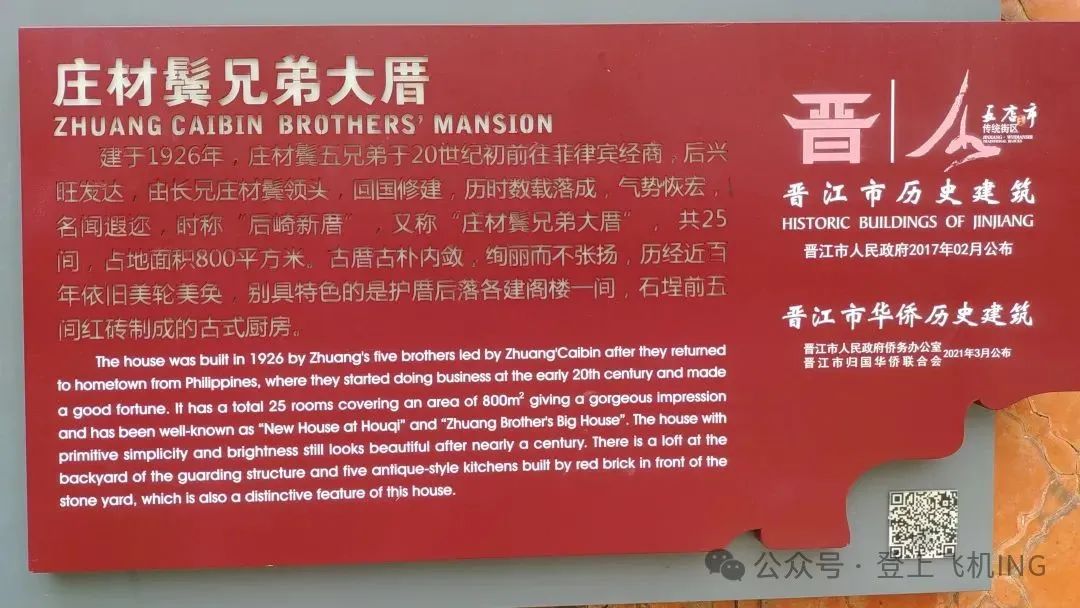 庄材鬓兄弟大厝
ZHUANG CAIBIN BROTHERS' MANSION
建于1926年，庄材鬓五兄弟于20世纪初前往菲律宾经商，后兴
旺发达，由长兄庄材鬓领头，回国修建，历时数载落成，气势恢宏，
名闻遐迩，时称“后崎新厝”，又称“庄材鬓兄弟大厝”，共25
间，占地面积800平方米。古厝古朴内敛，绚丽而不张扬，历经近百
年依旧美轮美奂，别具特色的是护厝后落各建阁楼一间，石埕前五
间红砖制成的古式厨房。
The house was built in 1926 by Zhuang's five brothers led by Zhuang'Caibin after they returned
to hometown from Philippines, where they started doing business at the early 20th century and made
a good fortune. It has a total 25 rooms covering an area of 800m² giving a gorgeous impression
and has been well-known as “New House at Houqi” and “Zhuang Brother's Big House”. The house with
primitive simplicity and brightness still looks beautiful after nearly a century. There is a loft at the
backyard of the guarding structure and five antique-style kitchens built by red brick in front of the
stone yard, which is also a distinctive feature of this house.
晋
五店市
传统街区
晋江市历史建筑
HISTORIC BUILDINGS OF JINJIANG
晋江市人民政府2017年02月公布
晋江市华侨历史建筑
晋江市人民政府侨务办公室
晋江市归国华侨联合会 2021年3月公布
公众号·登上飞机ING